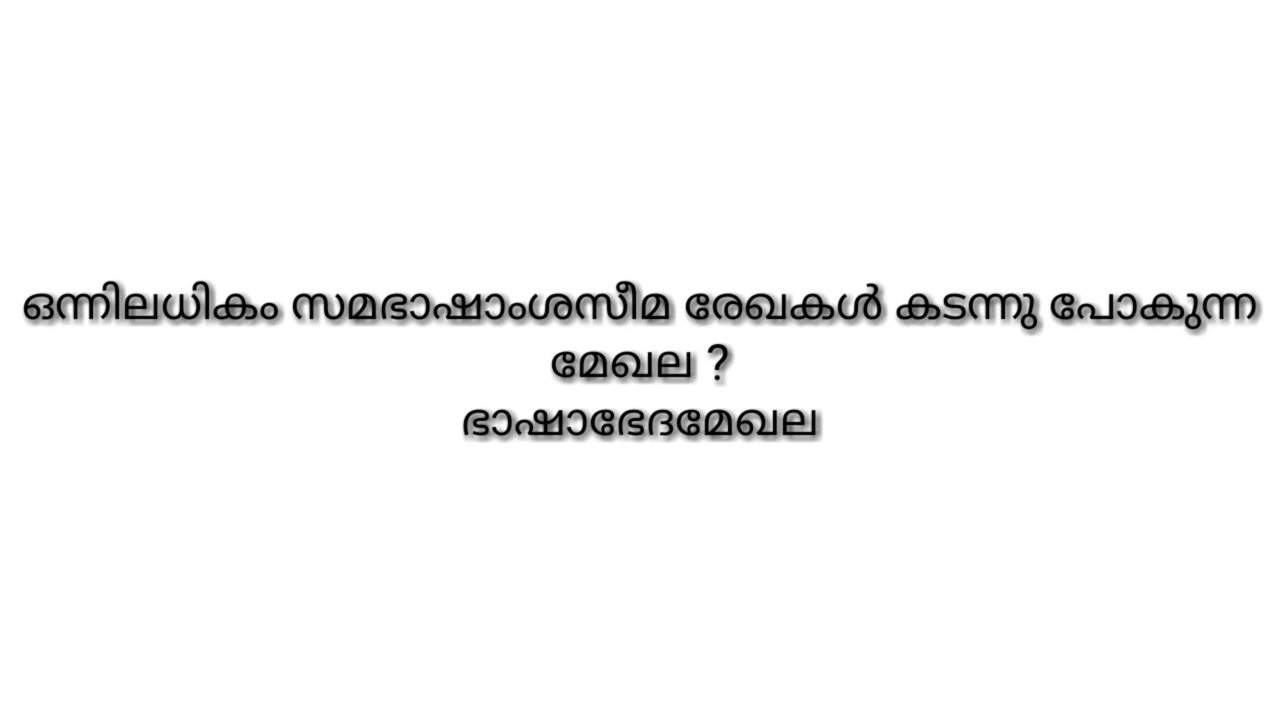 ഒന്നിലധികം സമഭാഷാംശസീമ രേഖകൾ കടന്നു പോകുന്ന
മേഖല ?
ഭാഷാഭേദമേഖല